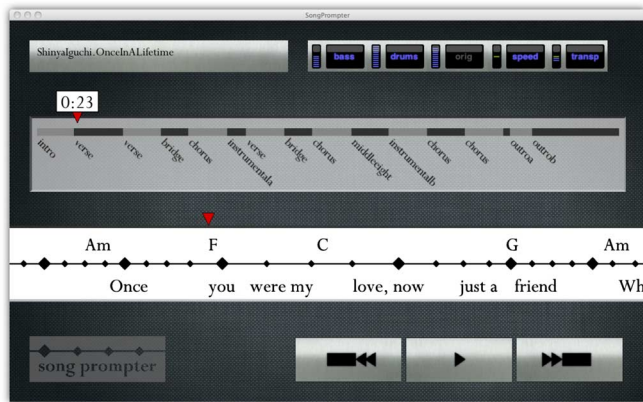 SongPrompter
ShinyaIguchi.OnceInALifetime
bass drums orig speed transp
0:23
intro verse verse bridge chorus instrumentala verse bridge chorus middleeight instrumentalb chorus chorus outroa outrob
Am F C G Am
Once you were my love, now just a friend Wh
song prompter